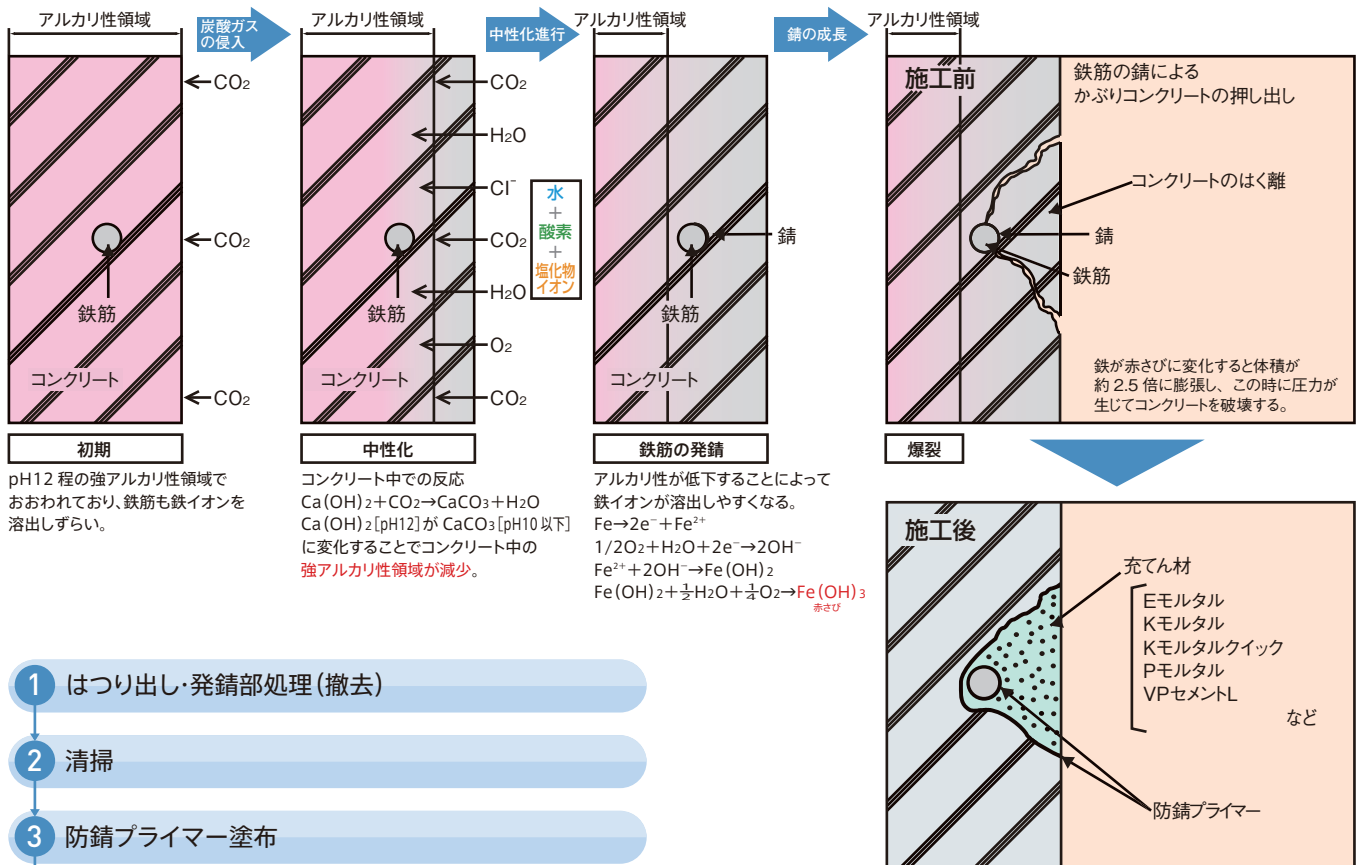 アルカリ性領域
炭酸ガス
の侵入
CO2
CO2
CO2
鉄筋
コンクリート
初期
pH12 程の強アルカリ性領域で
おおわれており、鉄筋も鉄イオンを
溶出しずらい。
アルカリ性領域
中性化進行
CO2
H2O
Cl⁻
CO2
H2O
O2
CO2
鉄筋
コンクリート
水
+
酸素
+
塩化物
イオン
中性化
コンクリート中での反応
Ca(OH)2+CO2→CaCO3+H2O
Ca(OH)2[pH12]が CaCO3[pH10 以下]
に変化することでコンクリート中の
強アルカリ性領域が減少。
アルカリ性領域
錆の成長
錆
鉄筋
コンクリート
鉄筋の発錆
アルカリ性が低下することによって
鉄イオンが溶出しやすくなる。
Fe→2e⁻+Fe²⁺
1/2O2+H2O+2e⁻→2OH⁻
Fe²⁺+2OH⁻→Fe(OH)2
Fe(OH)2+½H2O+¼O2→Fe(OH)3
赤さび
アルカリ性領域
施工前
鉄筋の錆による
かぶりコンクリートの押し出し
コンクリートのはく離
錆
鉄筋
鉄が赤さびに変化すると体積が
約 2.5 倍に膨張し、この時に圧力が
生じてコンクリートを破壊する。
爆裂
施工後
充てん材
Eモルタル
Kモルタル
Kモルタルクイック
Pモルタル
VPセメントL
など
防錆プライマー
1 はつり出し・発錆部処理(撤去)
2 清掃
3 防錆プライマー塗布